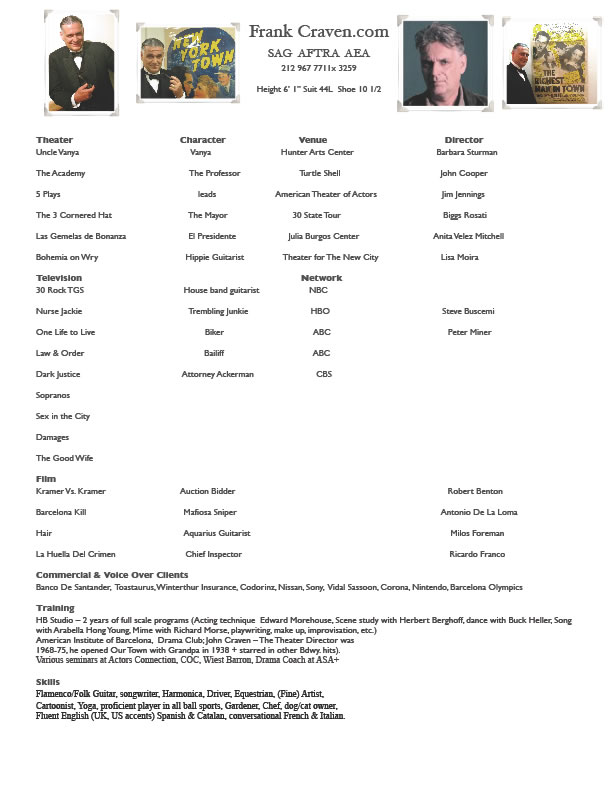 NEW
YORK
TOWN
Frank Craven.com
SAG AFTRA AEA
212 967 7711x 3259
Height 6' 1" Suit 44L Shoe 10 1/2
THE
RICHEST
MAN IN TOWN
Theater Character Venue Director
Uncle Vanya Vanya Hunter Arts Center Barbara Sturman
The Academy The Professor Turtle Shell John Cooper
5 Plays leads American Theater of Actors Jim Jennings
The 3 Cornered Hat The Mayor 30 State Tour Biggs Rosati
Las Gemelas de Bonanza El Presidente Julia Burgos Center Anita Velez Mitchell
Bohemia on Wry Hippie Guitarist Theater for The New City Lisa Moira
Television Network
30 Rock TGS House band guitarist NBC
Nurse Jackie Trembling Junkie HBO Steve Buscemi
One Life to Live Biker ABC Peter Miner
Law & Order Bailiff ABC
Dark Justice Attorney Ackerman CBS
Sopranos
Sex in the City
Damages
The Good Wife
Film
Kramer Vs. Kramer Auction Bidder Robert Benton
Barcelona Kill Mafiosa Sniper Antonio De La Loma
Hair Aquarius Guitarist Milos Foreman
La Huella Del Crimen Chief Inspector Ricardo Franco
Commercial & Voice Over Clients
Banco De Santander, Toastaurus, Winterthur Insurance, Codorinz, Nissan, Sony, Vidal Sassoon, Corona, Nintendo, Barcelona Olympics
Training
HB Studio – 2 years of full scale programs (Acting technique Edward Morehouse, Scene study with Herbert Berghoff, dance with Buck Heller, Song
with Arabella Hong Young, Mime with Richard Morse, playwriting, make up, improvisation, etc.)
American Institute of Barcelona, Drama Club; John Craven – The Theater Director was
1968-75, he opened Our Town with Grandpa in 1938 + starred in other Bdwy. hits).
Various seminars at Actors Connection, COC, Wiest Barron, Drama Coach at ASA+
Skills
Flamenco/Folk Guitar, songwriter, Harmonica, Driver, Equestrian, (Fine) Artist,
Cartoonist, Yoga, proficient player in all ball sports, Gardener, Chef, dog/cat owner,
Fluent English (UK, US accents) Spanish & Catalan, conversational French & Italian.